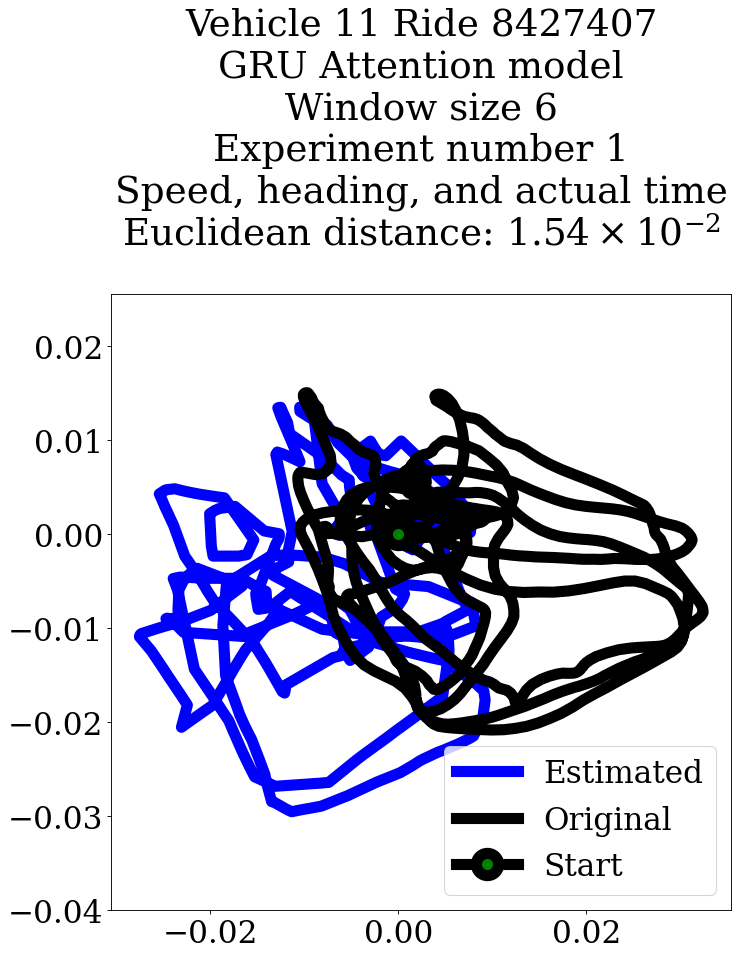 Vehicle 11 Ride 8427407
GRU Attention model
Window size 6
Experiment number 1
Speed, heading, and actual time
Euclidean distance: 1.54 × 10⁻²
0.02
0.01
0.00
−0.01
−0.02
−0.03
−0.04
−0.02
0.00
0.02
Estimated
Original
Start